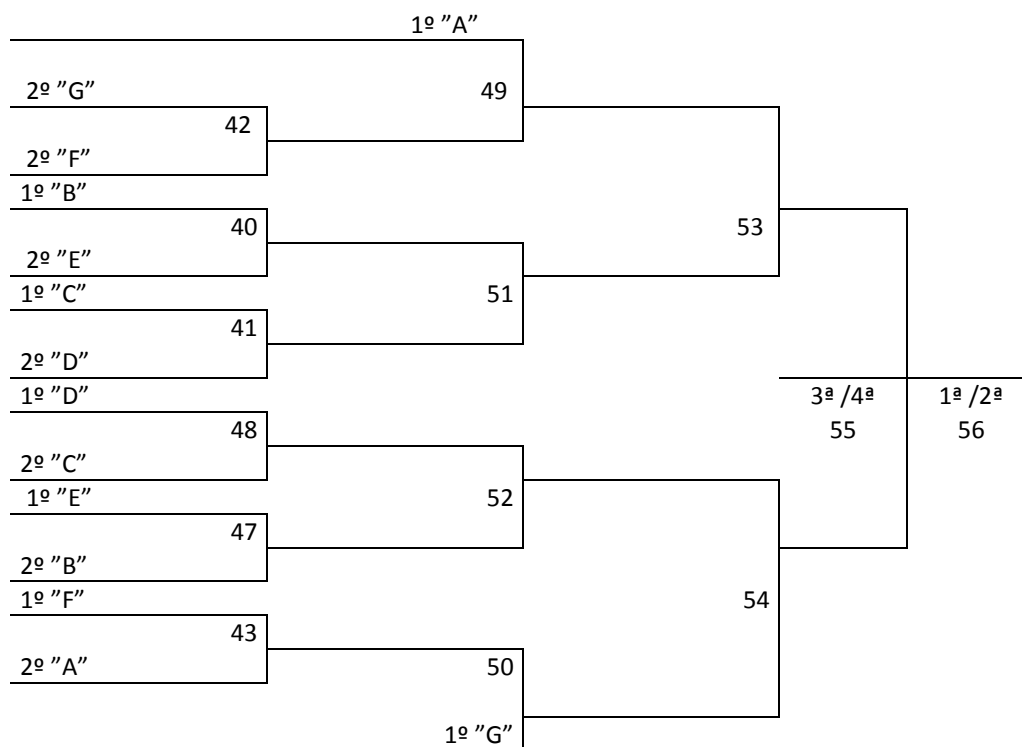 1º ”A”
2º ”G”
49
42
2º ”F”
1º ”B”
40
53
2º ”E”
1º ”C”
51
41
2º ”D”
1º ”D”
3ª /4ª 1ª /2ª
48
55 56
2º ”C”
1º ”E”
52
47
2º ”B”
1º ”F”
54
43
2º ”A”
50
1º ”G”